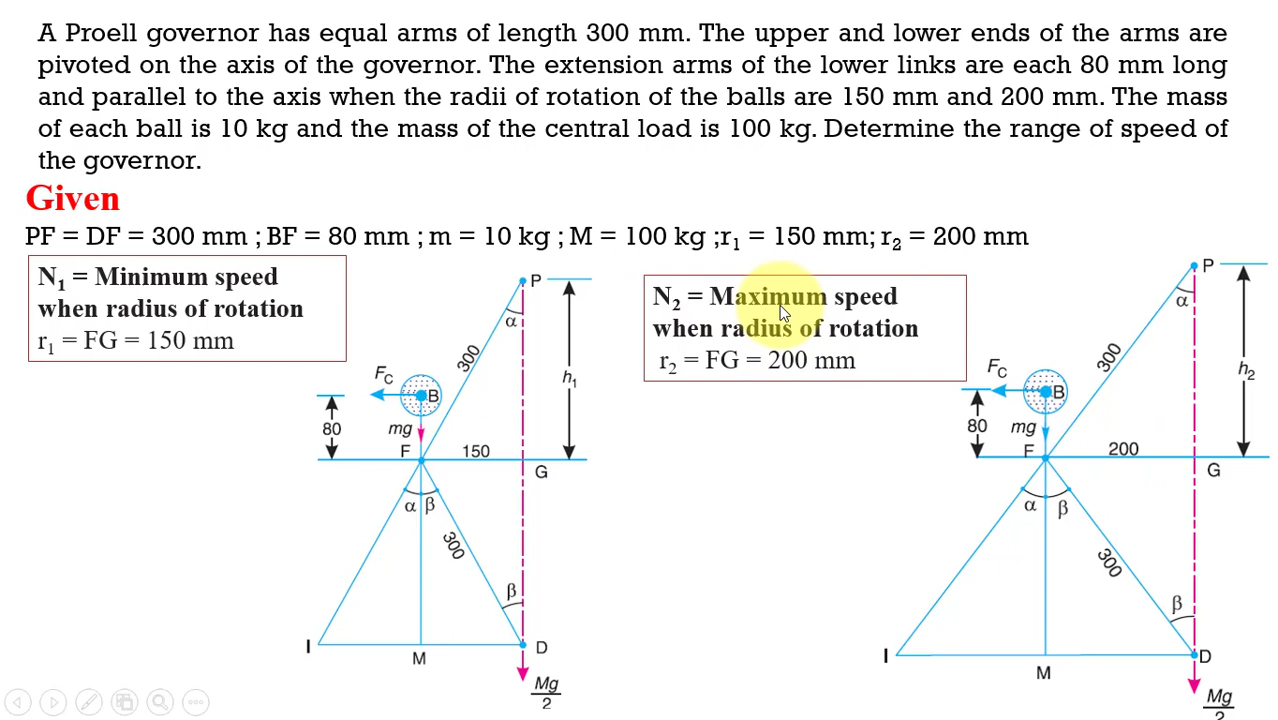 A Proell governor has equal arms of length 300 mm. The upper and lower ends of the arms are
pivoted on the axis of the governor. The extension arms of the lower links are each 80 mm long
and parallel to the axis when the radii of rotation of the balls are 150 mm and 200 mm. The mass
of each ball is 10 kg and the mass of the central load is 100 kg. Determine the range of speed of
the governor.
Given
PF = DF = 300 mm ; BF = 80 mm ; m = 10 kg ; M = 100 kg ;r₁ = 150 mm; r₂ = 200 mm
N₁ = Minimum speed
when radius of rotation
r₁ = FG = 150 mm
P
α
300
h₁
F_C
B
80
mg
F
150
G
α β
300
β
I
M
D
Mg/2
N₂ = Maximum speed
when radius of rotation
r₂ = FG = 200 mm
P
α
300
h₂
F_C
B
80
mg
F
200
G
α β
300
β
I
M
D
Mg/2